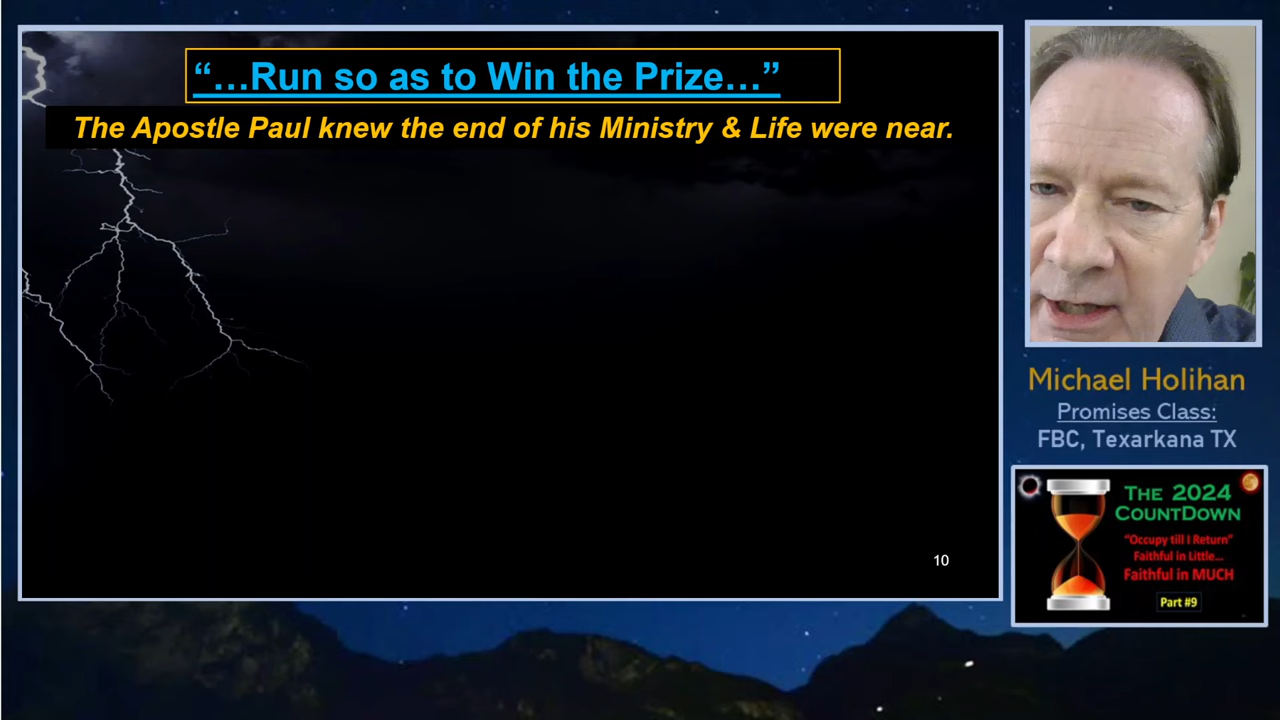 “...Run so as to Win the Prize...”
The Apostle Paul knew the end of his Ministry & Life were near.
10
Michael Holihan
Promises Class:
FBC, Texarkana TX
The 2024
CountDown
“Occupy till I Return”
Faithful in Little...
Faithful in MUCH
Part #9